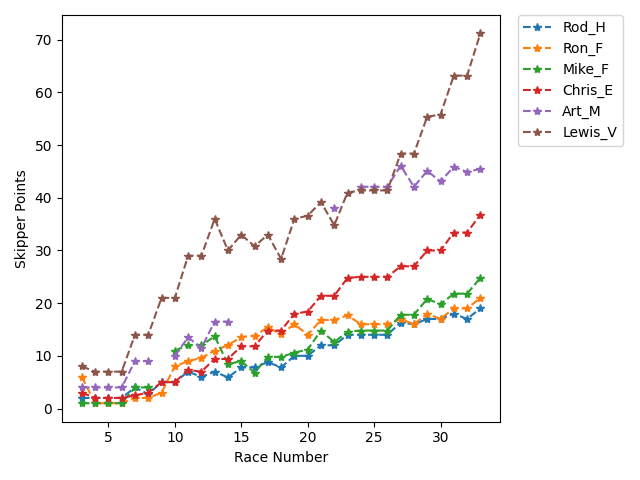 Rod_H
Ron_F
Mike_F
Chris_E
Art_M
Lewis_V
Skipper Points
70
60
50
40
30
20
10
0
5 10 15 20 25 30
Race Number